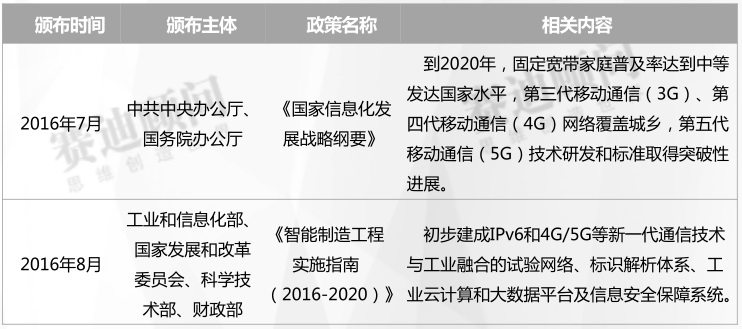 颁布时间 颁布主体 政策名称 相关内容
2016年7月
中共中央办公厅、
国务院办公厅
《国家信息化发
展战略纲要》
到2020年，固定宽带家庭普及率达到中等
发达国家水平，第三代移动通信（3G）、第
四代移动通信（4G）网络覆盖城乡，第五代
移动通信（5G）技术研发和标准取得突破性
进展。
2016年8月
工业和信息化部、
国家发展和改革
委员会、科学技
术部、财政部
《智能制造工程
实施指南
（2016-2020）》
初步建成IPv6和4G/5G等新一代通信技术
与工业融合的试验网络、标识解析体系、工
业云计算和大数据平台及信息安全保障系统。
赛迪顾问
思维创造
赛迪顾问